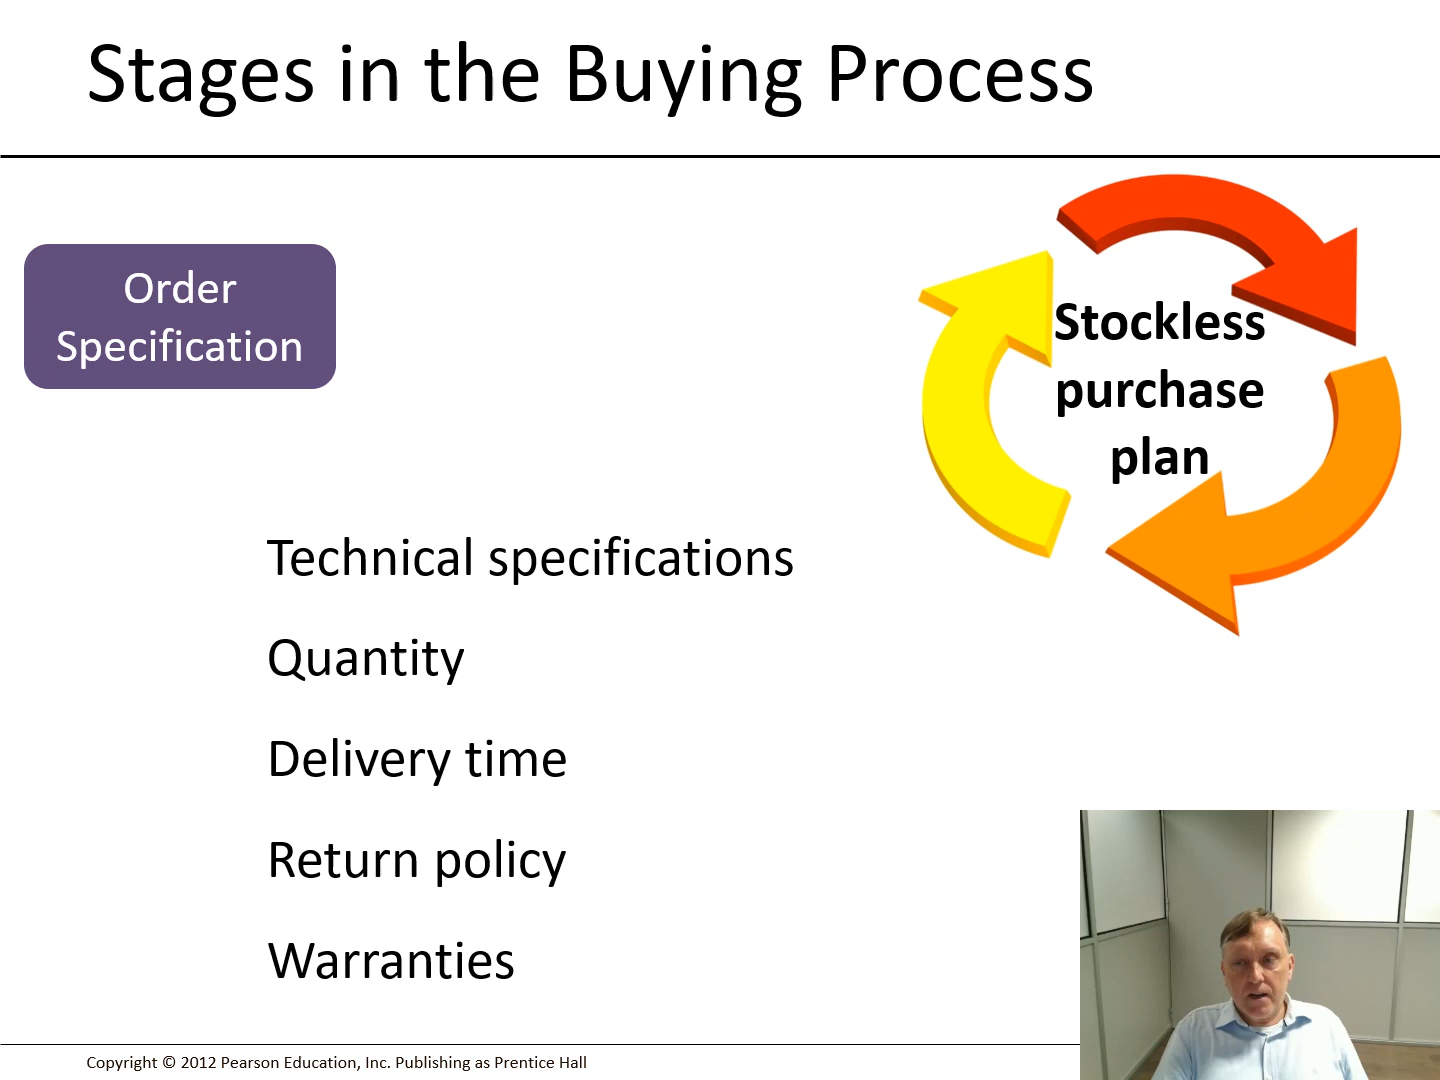 Stages in the Buying Process
Order
Specification
Stockless
purchase
plan
Technical specifications
Quantity
Delivery time
Return policy
Warranties
Copyright © 2012 Pearson Education, Inc. Publishing as Prentice Hall